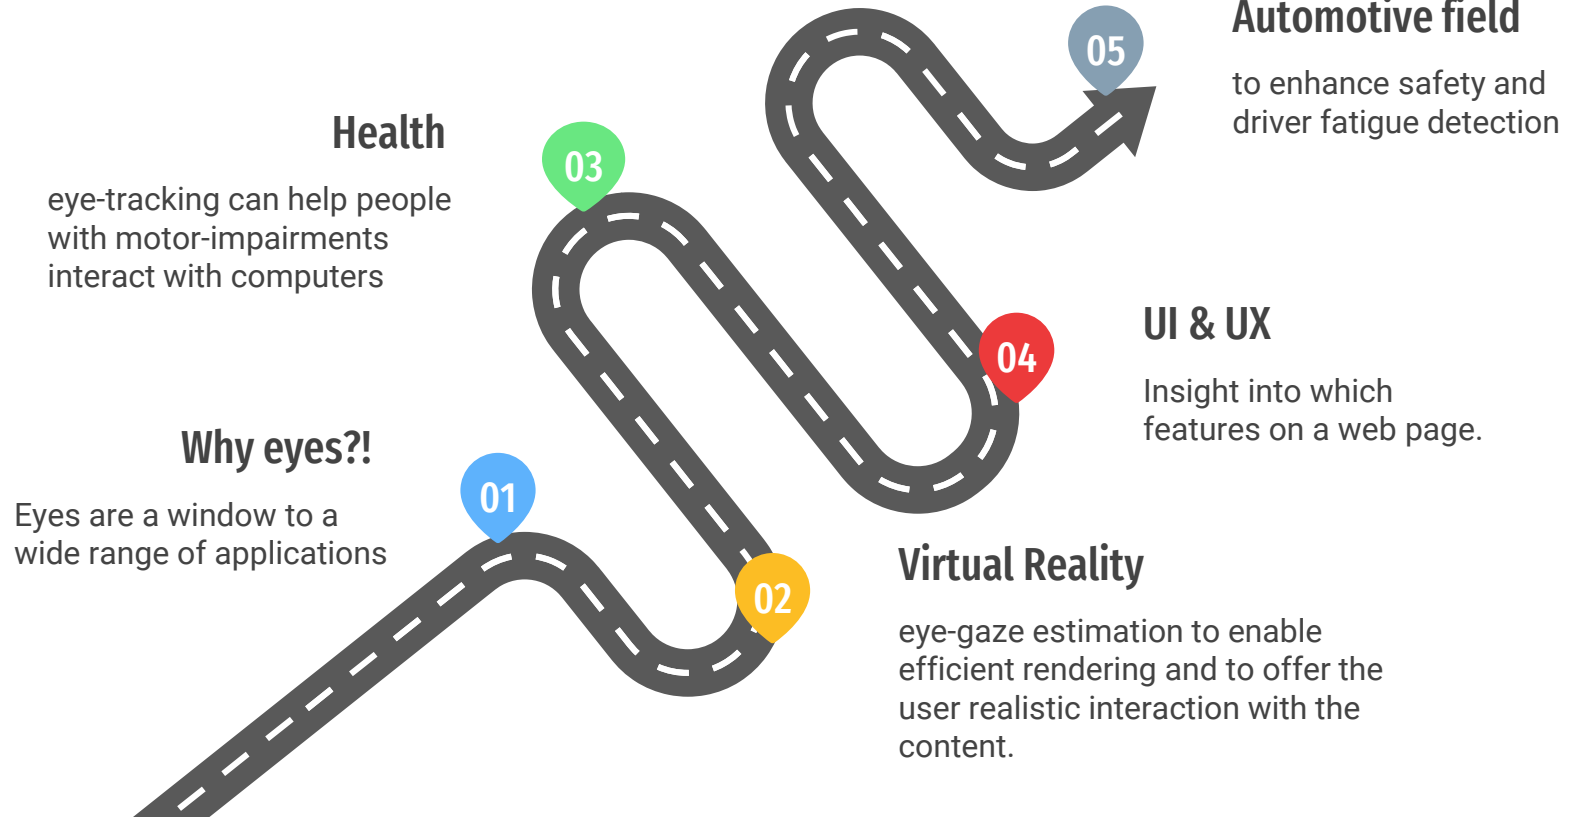 Automotive field
05
to enhance safety and
driver fatigue detection
Health
03
eye-tracking can help people
with motor-impairments
interact with computers
UI & UX
04
Insight into which
features on a web page.
Why eyes?!
01
Eyes are a window to a
wide range of applications
Virtual Reality
02
eye-gaze estimation to enable
efficient rendering and to offer the
user realistic interaction with the
content.